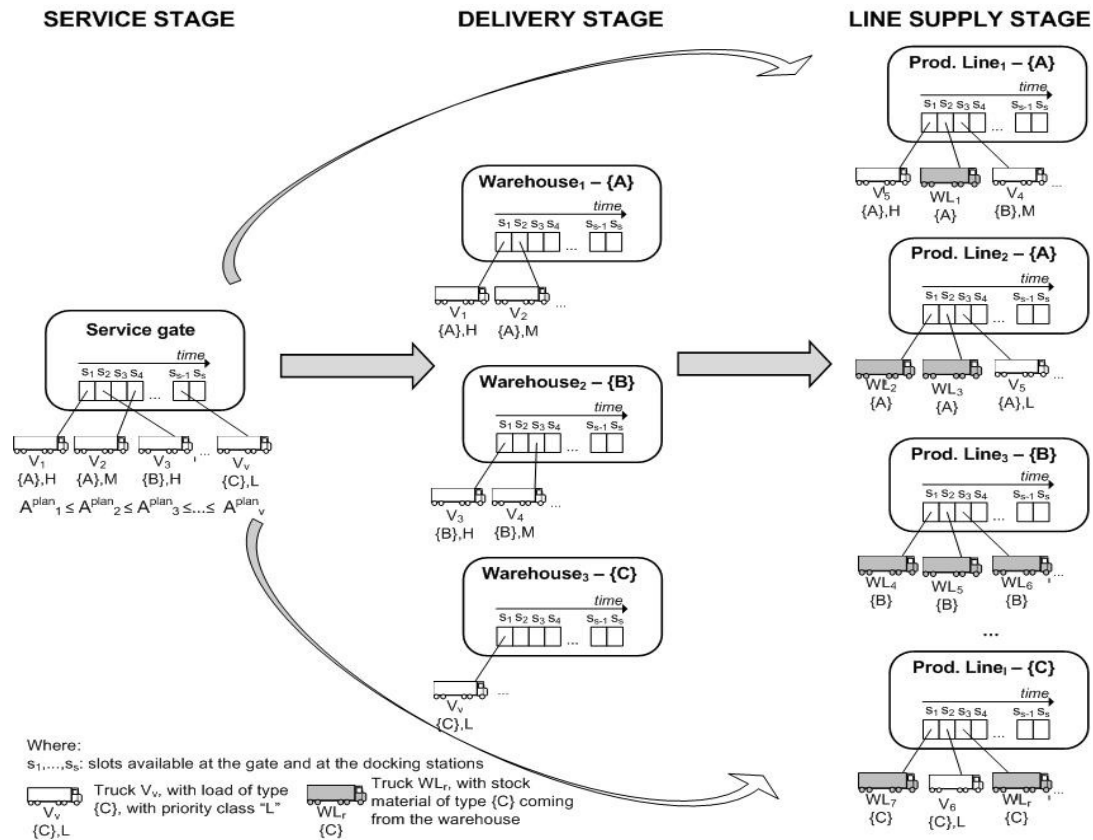 SERVICE STAGE
DELIVERY STAGE
LINE SUPPLY STAGE
Service gate
time
s₁ s₂ s₃ s₄ sₛ₋₁ sₛ
...
V₁ V₂ V₃ ... Vᵥ
{A},H {A},M {B},H {C},L
Aᵖˡᵃⁿ₁ ≤ Aᵖˡᵃⁿ₂ ≤ Aᵖˡᵃⁿ₃ ≤...≤ Aᵖˡᵃⁿᵥ
Warehouse₁ – {A}
time
s₁ s₂ s₃ s₄ sₛ₋₁ sₛ
...
V₁ V₂ ...
{A},H {A},M
Warehouse₂ – {B}
time
s₁ s₂ s₃ s₄ sₛ₋₁ sₛ
...
V₃ V₄ ...
{B},H {B},M
Warehouse₃ – {C}
time
s₁ s₂ s₃ s₄ sₛ₋₁ sₛ
...
Vᵥ ...
{C},L
Prod. Line₁ – {A}
time
s₁ s₂ s₃ s₄ sₛ₋₁ sₛ
...
V₅ WL₁ V₄ ...
{A},H {A} {B},M
Prod. Line₂ – {A}
time
s₁ s₂ s₃ s₄ sₛ₋₁ sₛ
...
WL₂ WL₃ V₅ ...
{A} {A} {A},L
Prod. Line₃ – {B}
time
s₁ s₂ s₃ s₄ sₛ₋₁ sₛ
...
WL₄ WL₅ WL₆ ...
{B} {B} {B}
...
Prod. Lineₗ – {C}
time
s₁ s₂ s₃ s₄ sₛ₋₁ sₛ
...
WL₇ V₆ WLᵣ ...
{C} {C},L {C}
Where:
s₁,...,sₛ: slots available at the gate and at the docking stations
Vᵥ
{C},L
Truck Vᵥ, with load of type
{C}, with priority class “L”
WLᵣ
{C}
Truck WLᵣ, with stock
material of type {C} coming
from the warehouse